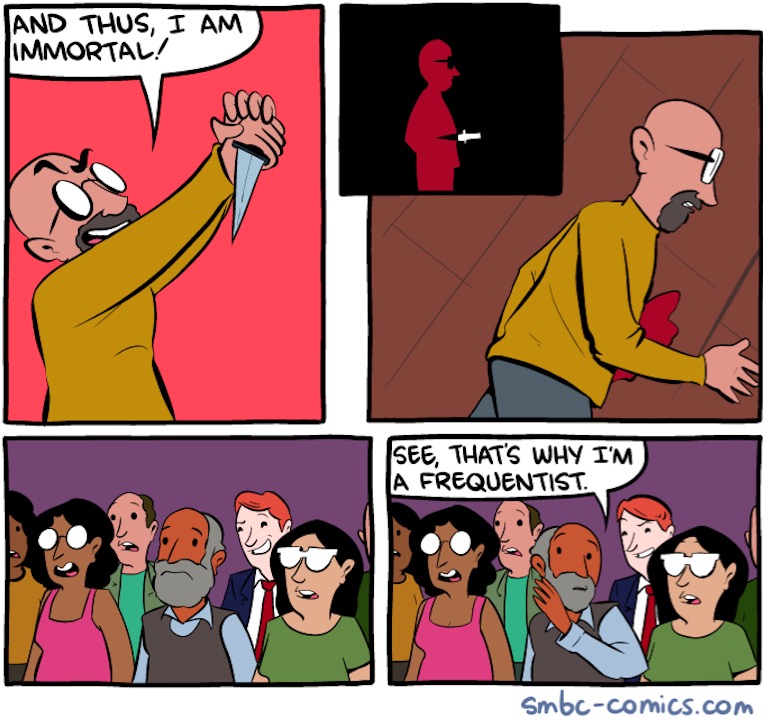 AND THUS, I AM
IMMORTAL!
SEE, THAT'S WHY I'M
A FREQUENTIST.
smbc-comics.com